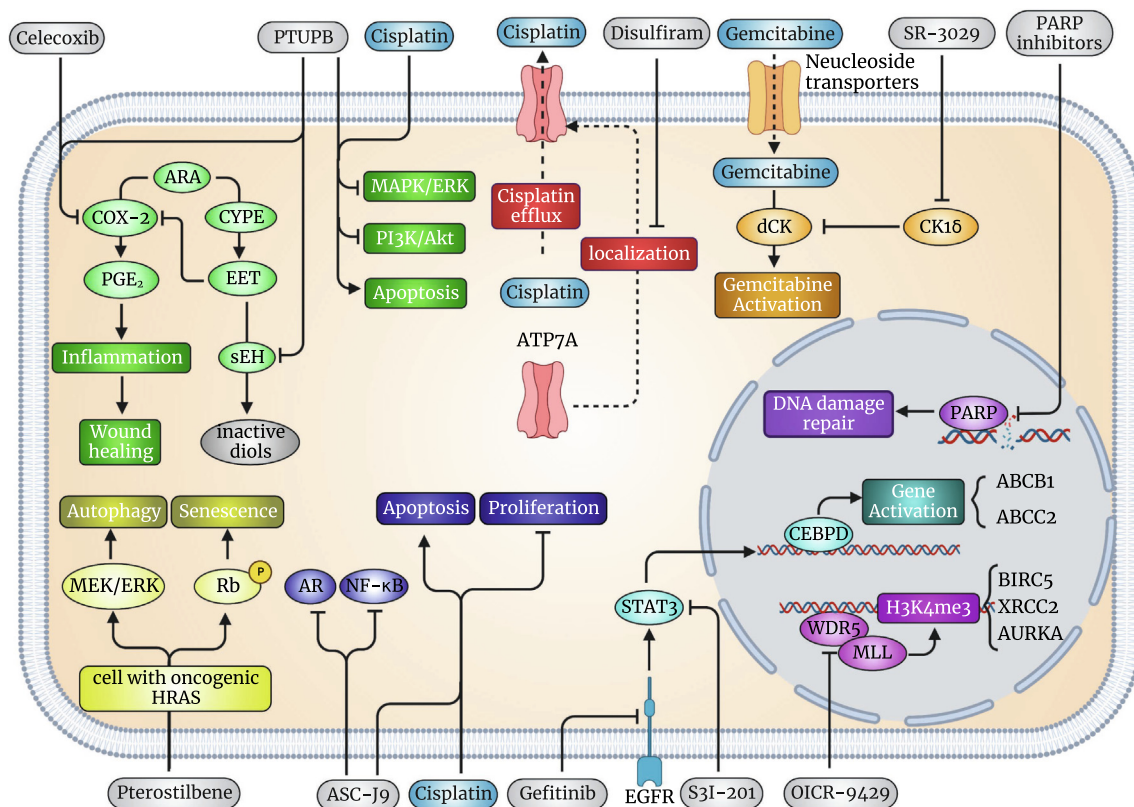 Celecoxib
PTUPB
Cisplatin
Cisplatin
Disulfiram
Gemcitabine
SR-3029
PARP
inhibitors
Neucleoside
transporters
ARA
COX-2
CYPE
PGE₂
EET
Inflammation
sEH
Wound
healing
inactive
diols
MAPK/ERK
PI3K/Akt
Apoptosis
Cisplatin
efflux
localization
Cisplatin
ATP7A
Gemcitabine
dCK
CK1δ
Gemcitabine
Activation
DNA damage
repair
PARP
Gene
Activation
ABCB1
ABCC2
CEBPD
BIRC5
XRCC2
AURKA
H3K4me3
WDR5
MLL
Autophagy
Senescence
MEK/ERK
Rb
P
cell with oncogenic
HRAS
Apoptosis
Proliferation
AR
NF-κB
STAT3
Pterostilbene
ASC-J9
Cisplatin
Gefitinib
EGFR
S3I-201
OICR-9429